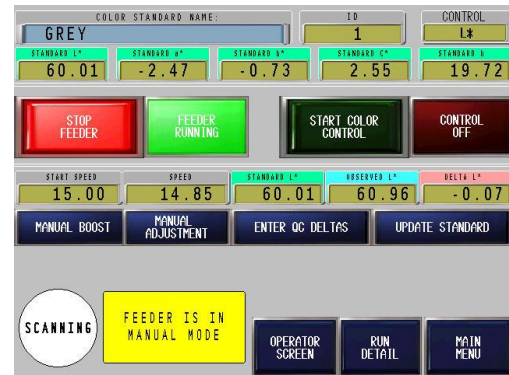 COLOR STANDARD NAME: ID CONTROL
GREY 1 L*
STANDARD L* STANDARD a* STANDARD b* STANDARD C* STANDARD h
60.01 -2.47 -0.73 2.55 19.72
STOP FEEDER
FEEDER RUNNING
START COLOR CONTROL
CONTROL OFF
START SPEED SPEED STANDARD L* OBSERVED L* DELTA L*
15.00 14.85 60.01 60.96 -0.07
MANUAL BOOST
MANUAL ADJUSTMENT
ENTER QC DELTAS
UPDATE STANDARD
SCANNING
FEEDER IS IN
MANUAL MODE
OPERATOR SCREEN
RUN DETAIL
MAIN MENU